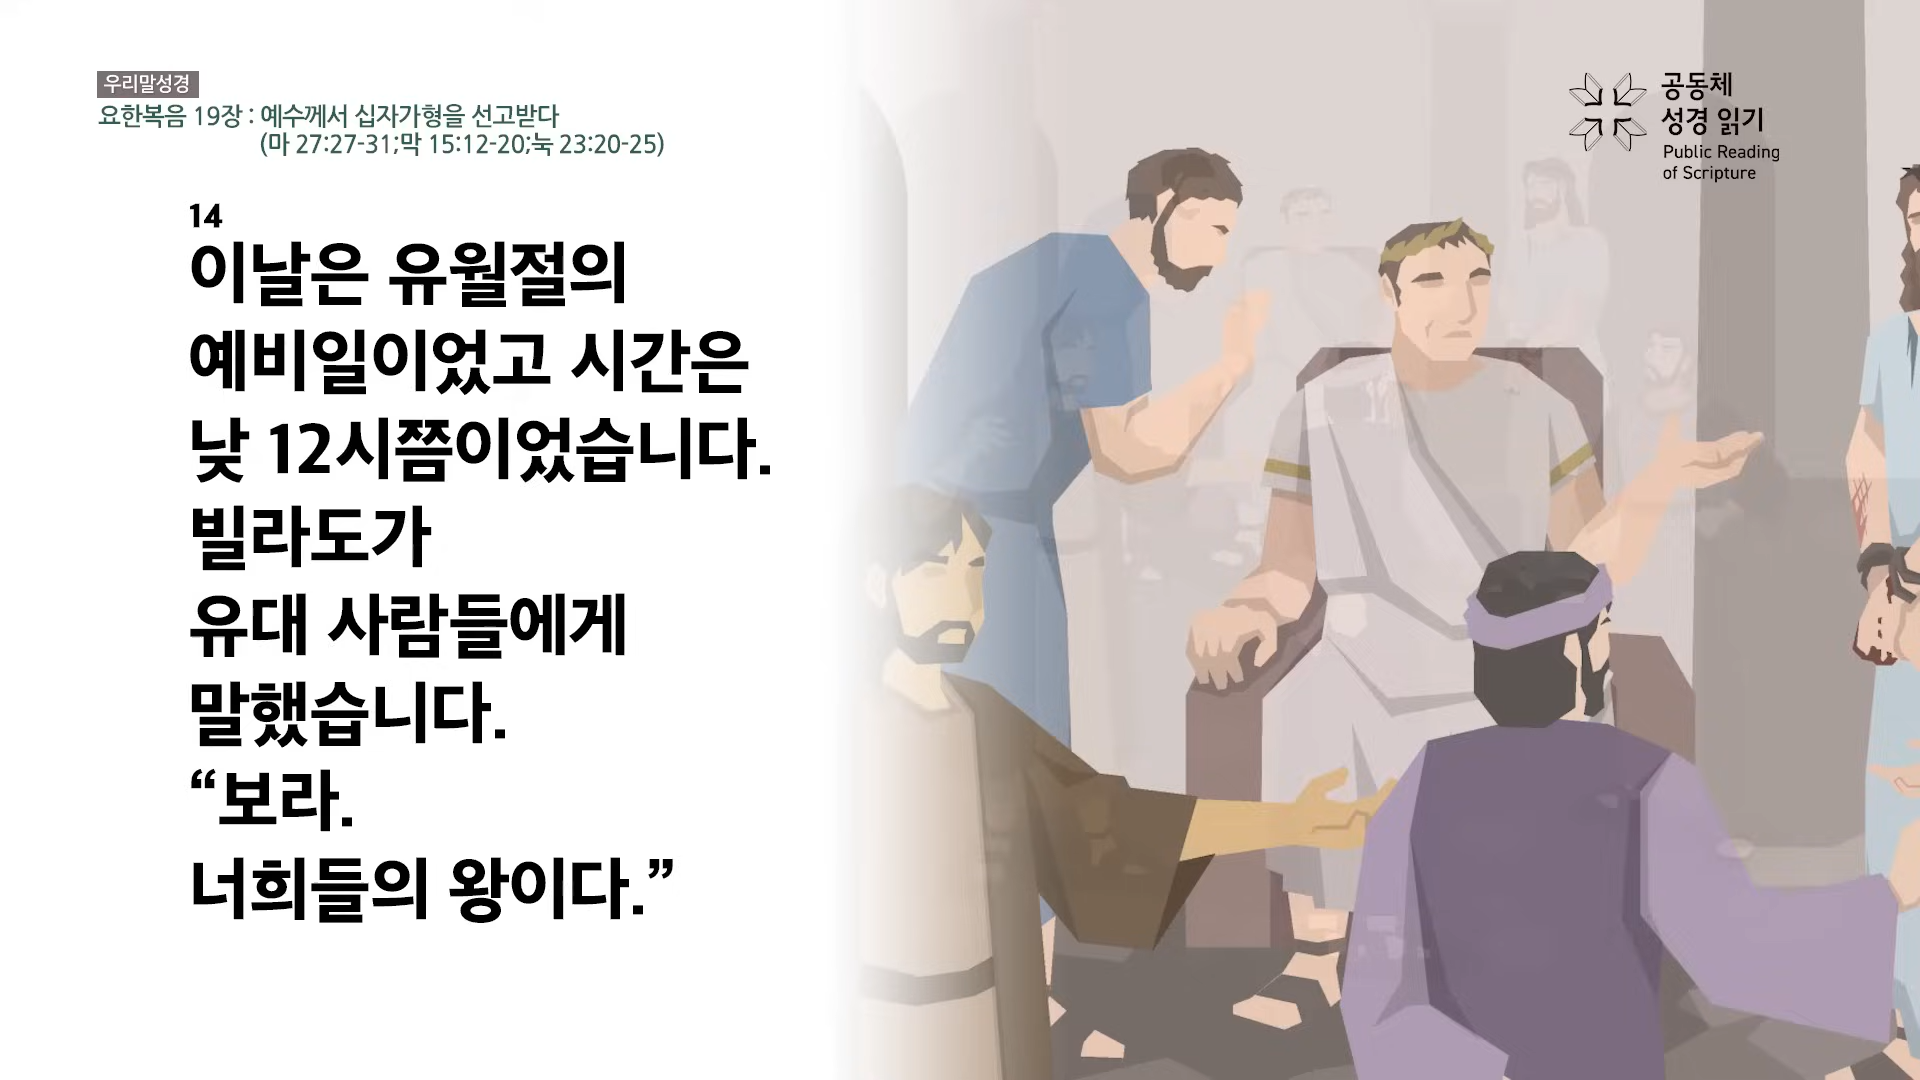 우리말성경
요한복음 19장 : 예수께서 십자가형을 선고받다
(마 27:27-31;막 15:12-20;눅 23:20-25)
공동체
성경 읽기
Public Reading
of Scripture
14
이날은 유월절의
예비일이었고 시간은
낮 12시쯤이었습니다.
빌라도가
유대 사람들에게
말했습니다.
“보라.
너희들의 왕이다.”